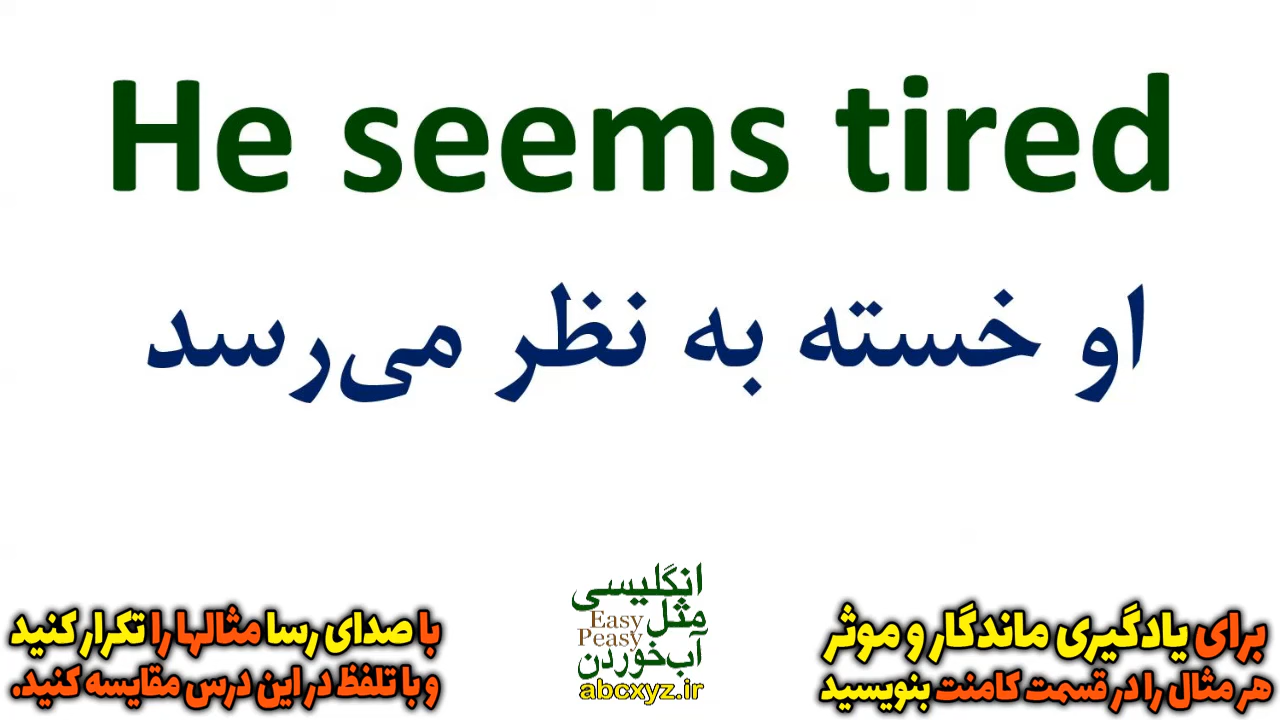 He seems tired
او خسته به نظر می‌رسد
برای یادگیری ماندگار و موثر
هر مثال را در قسمت کامنت بنویسید
انگلیسی
مثل
Easy
Peasy
آب‌خوردن
abcxyz.ir
با صدای رسا مثالها را تکرار کنید
و با تلفظ در این درس مقایسه کنید.